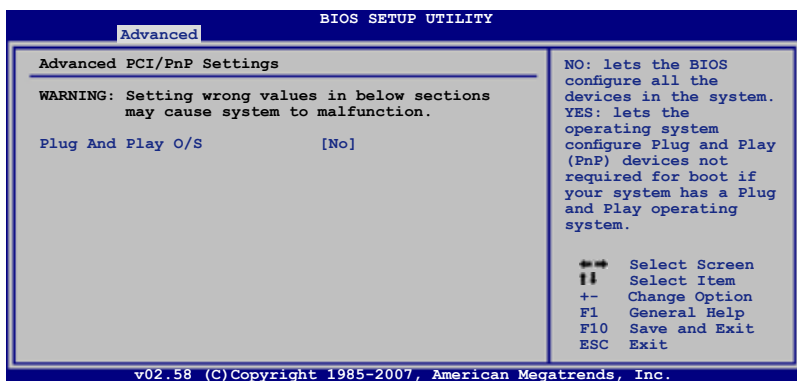 BIOS SETUP UTILITY
Advanced
Advanced PCI/PnP Settings
WARNING: Setting wrong values in below sections
may cause system to malfunction.
Plug And Play O/S [No]
NO: lets the BIOS
configure all the
devices in the system.
YES: lets the
operating system
configure Plug and Play
(PnP) devices not
required for boot if
your system has a Plug
and Play operating
system.
←→ Select Screen
↑↓ Select Item
+- Change Option
F1 General Help
F10 Save and Exit
ESC Exit
v02.58 (C)Copyright 1985-2007, American Megatrends, Inc.